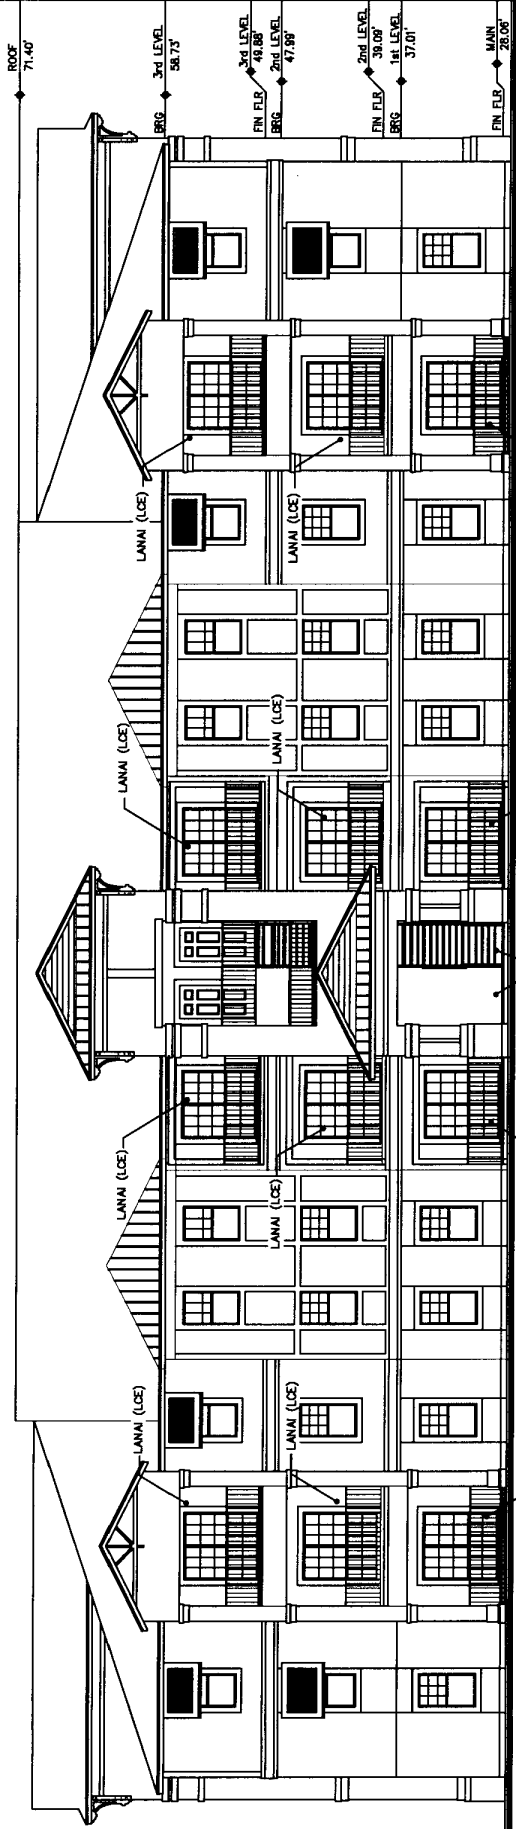 ROOF
71.40'
3rd LEVEL
58.73'
BRG
3rd LEVEL
49.88'
FIN FLR
2nd LEVEL
47.99'
BRG
2nd LEVEL
39.09'
FIN FLR
1st LEVEL
37.01'
BRG
MAIN
28.06'
FIN FLR
LANAI (LCE)
LANAI (LCE)
LANAI (LCE)
LANAI (LCE)
LANAI (LCE)
LANAI (LCE)
LANAI (LCE)
LANAI (LCE)